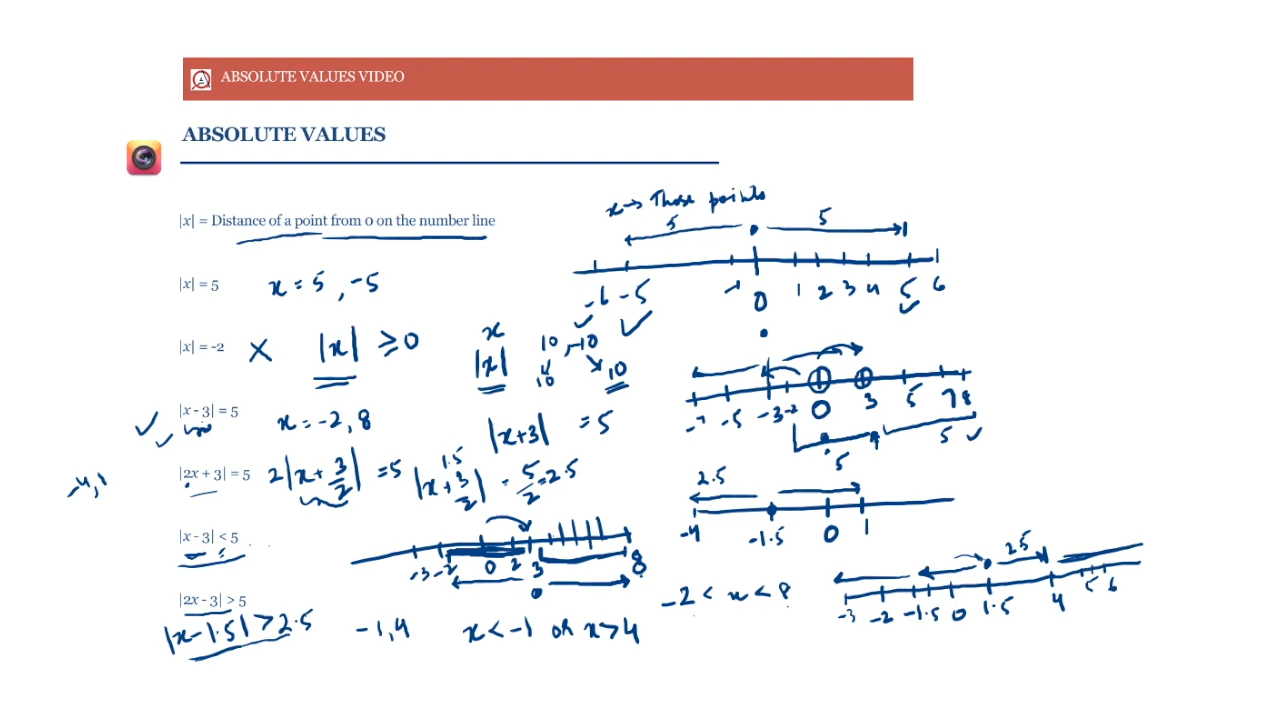 ABSOLUTE VALUES VIDEO
ABSOLUTE VALUES
x → Those points
5 5
|x| = Distance of a point from 0 on the number line
|x| = 5 x = 5, -5
-6 -5 -1 0 1 2 3 4 5 6
|x| = -2 × |x| ≥ 0
x 10, -10
|x| 10 10
|x - 3| = 5 x = -2, 8
|x+3| = 5
-7 -5 -3 -2 0 3 5 7 8
5 5
|2x + 3| = 5 2|x + 3/2| = 5 |x + 3/2| = 5/2 = 2.5
1.5
-4, 1
2.5
-4 -1.5 0 1
|x - 3| < 5
-3 -2 0 2 3 8
-2 < x < 8
2.5
-3 -2 -1.5 0 1.5 4 5 6
|2x - 3| > 5
|x - 1.5| > 2.5 -1, 4 x < -1 or x > 4